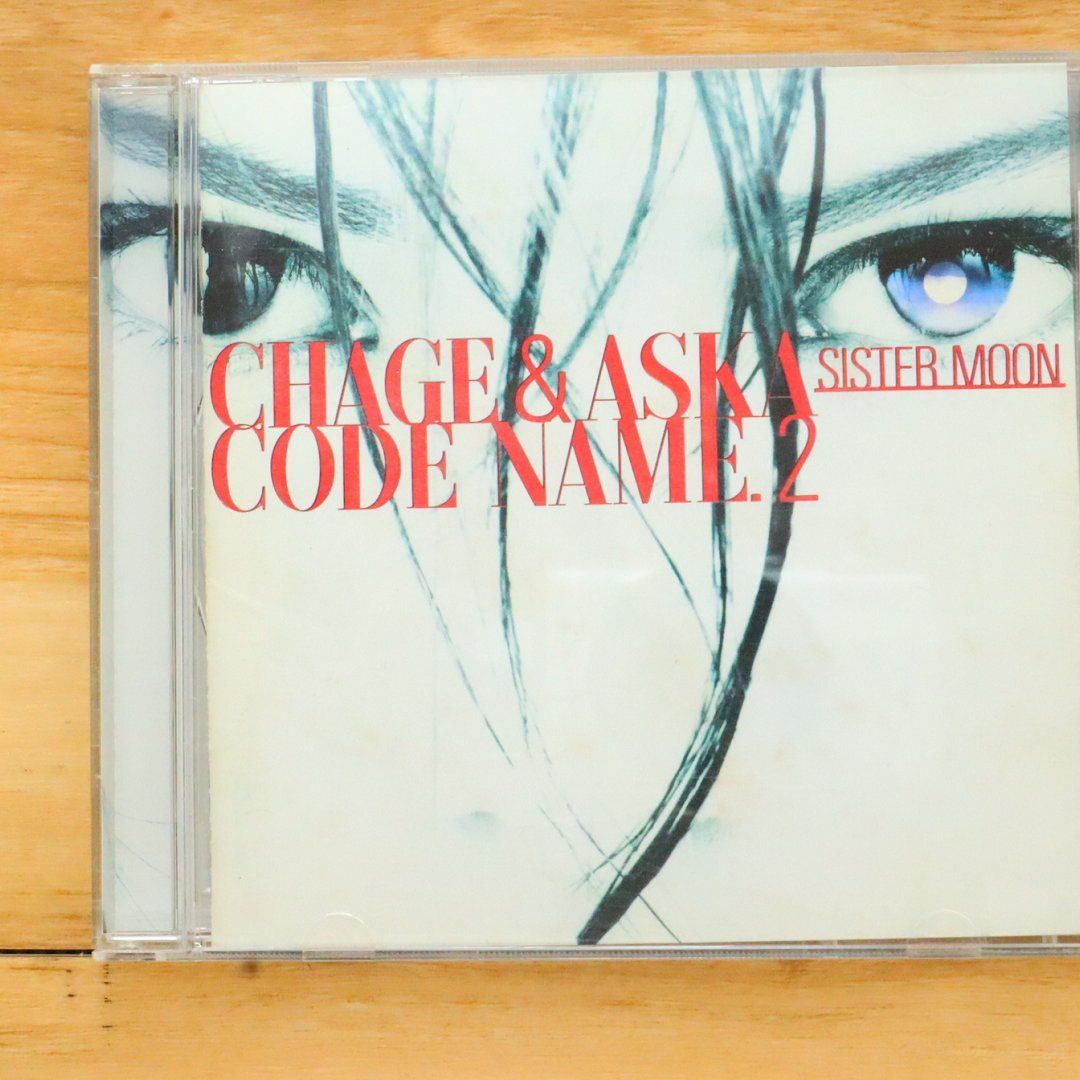 CHAGE & ASKA
CODE NAME.2
SISTER MOON